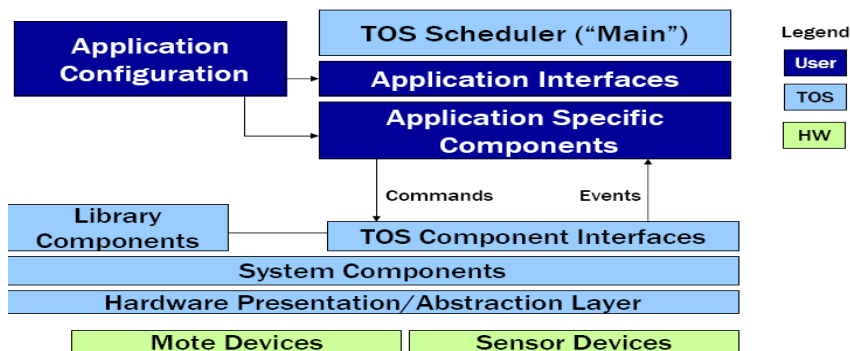 Application
Configuration
TOS Scheduler (“Main”)
Application Interfaces
Application Specific
Components
Legend
User
TOS
HW
Commands
Events
Library
Components
TOS Component Interfaces
System Components
Hardware Presentation/Abstraction Layer
Mote Devices
Sensor Devices